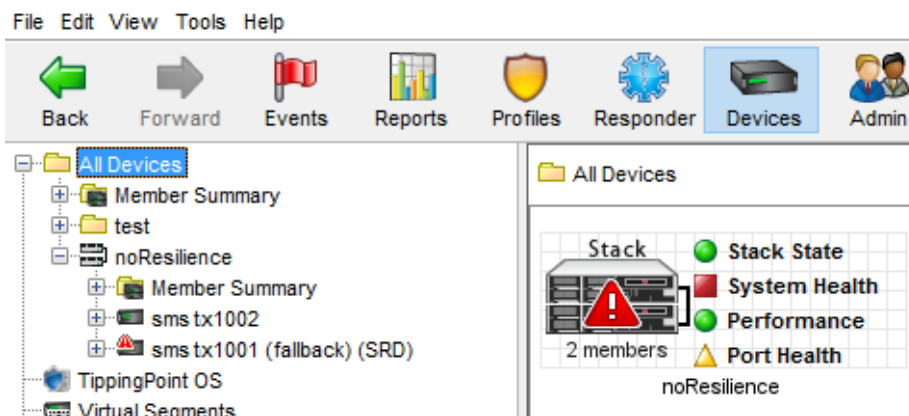 File Edit View Tools Help
Back Forward Events Reports Profiles Responder Devices Admin
All Devices
Member Summary
test
noResilience
Member Summary
sms tx1002
sms tx1001 (fallback) (SRD)
TippingPoint OS
Virtual Segments
All Devices
Stack
Stack State
System Health
Performance
2 members
Port Health
noResilience